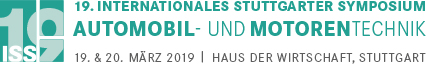 19
ISS
19. INTERNATIONALES STUTTGARTER SYMPOSIUM
AUTOMOBIL- UND MOTORENTECHNIK
19. & 20. MÄRZ 2019 | HAUS DER WIRTSCHAFT, STUTTGART